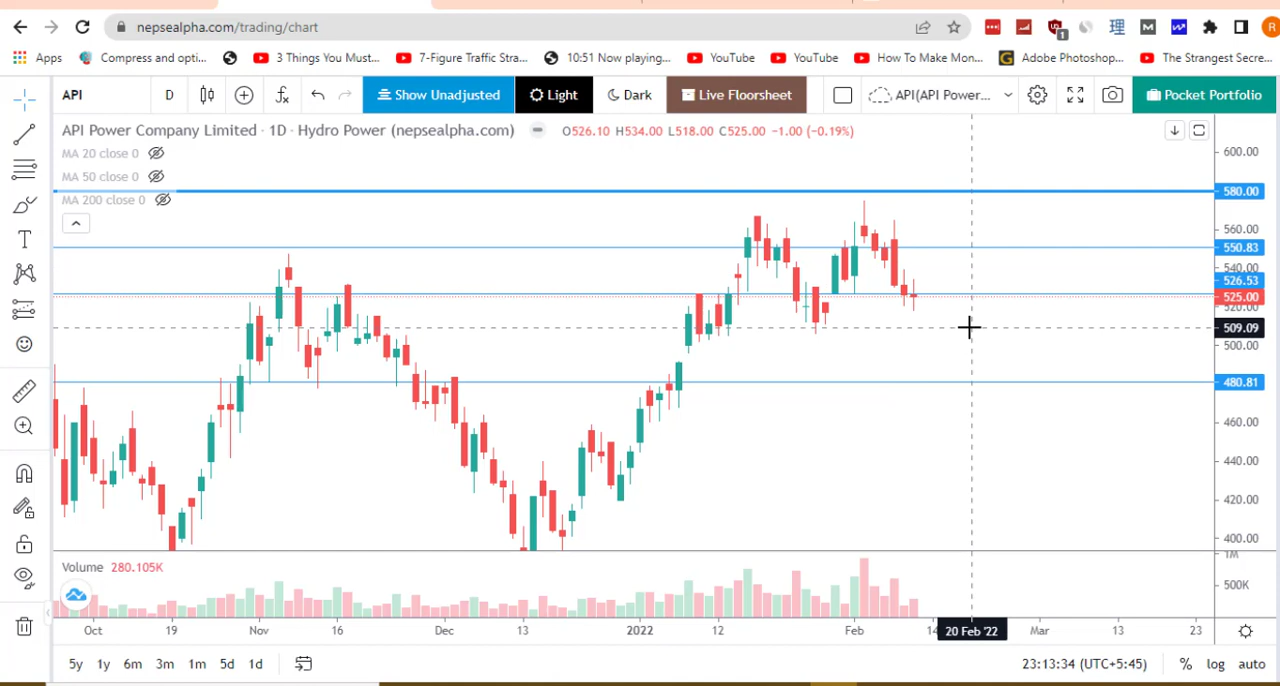 nepsealpha.com/trading/chart
1
R
Apps Compress and opti... 3 Things You Must... 7-Figure Traffic Stra... 10:51 Now playing... YouTube YouTube How To Make Mon... Adobe Photoshop... The Strangest Secre...
API D Show Unadjusted Light Dark Live Floorsheet API(API Power... Pocket Portfolio
API Power Company Limited · 1D · Hydro Power (nepsealpha.com) O526.10 H534.00 L518.00 C525.00 −1.00 (−0.19%)
MA 20 close 0
MA 50 close 0
MA 200 close 0
600.00
580.00
560.00
550.83
540.00
526.53
525.00
520.00
509.09
500.00
480.81
460.00
440.00
420.00
400.00
Volume 280.105K
1M
500K
Oct 19 Nov 16 Dec 13 2022 12 Feb 14 20 Feb '22 Mar 13 23
5y 1y 6m 3m 1m 5d 1d 23:13:34 (UTC+5:45) % log auto